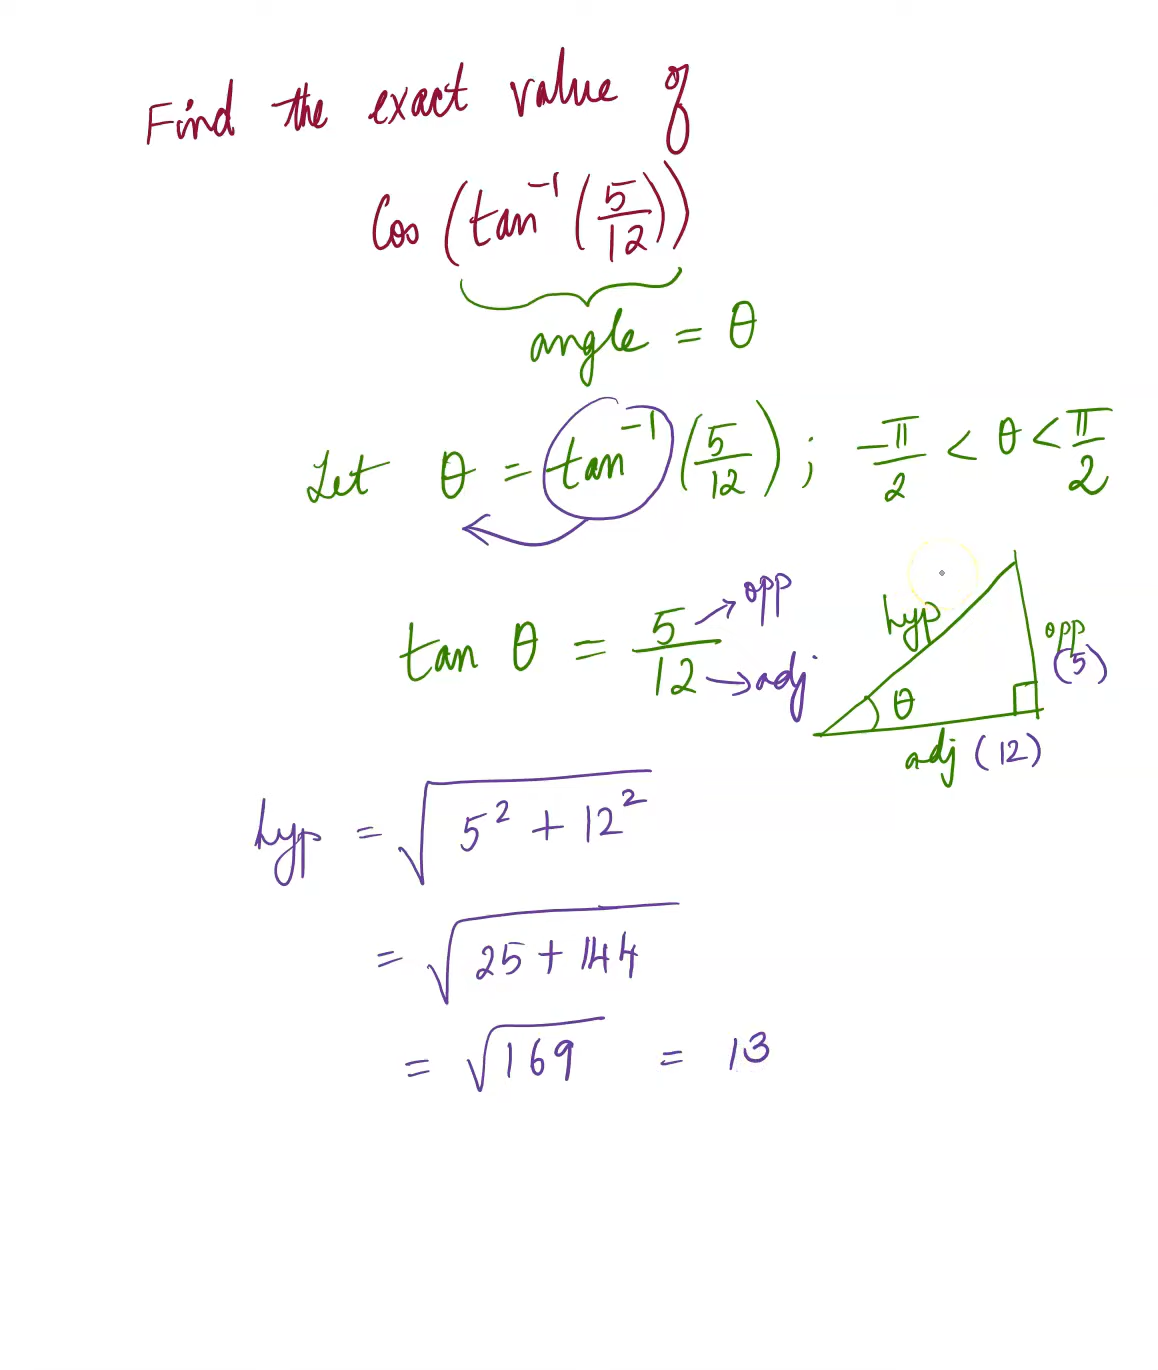 Find the exact value of
Cos (tan⁻¹ (5/12))
angle = θ
Let θ = tan⁻¹ (5/12) ; -π/2 < θ < π/2
tan θ = 5/12 → opp → adj
hyp
opp
(5)
θ
adj (12)
hyp = √(5² + 12²)
= √(25 + 144)
= √169 = 13